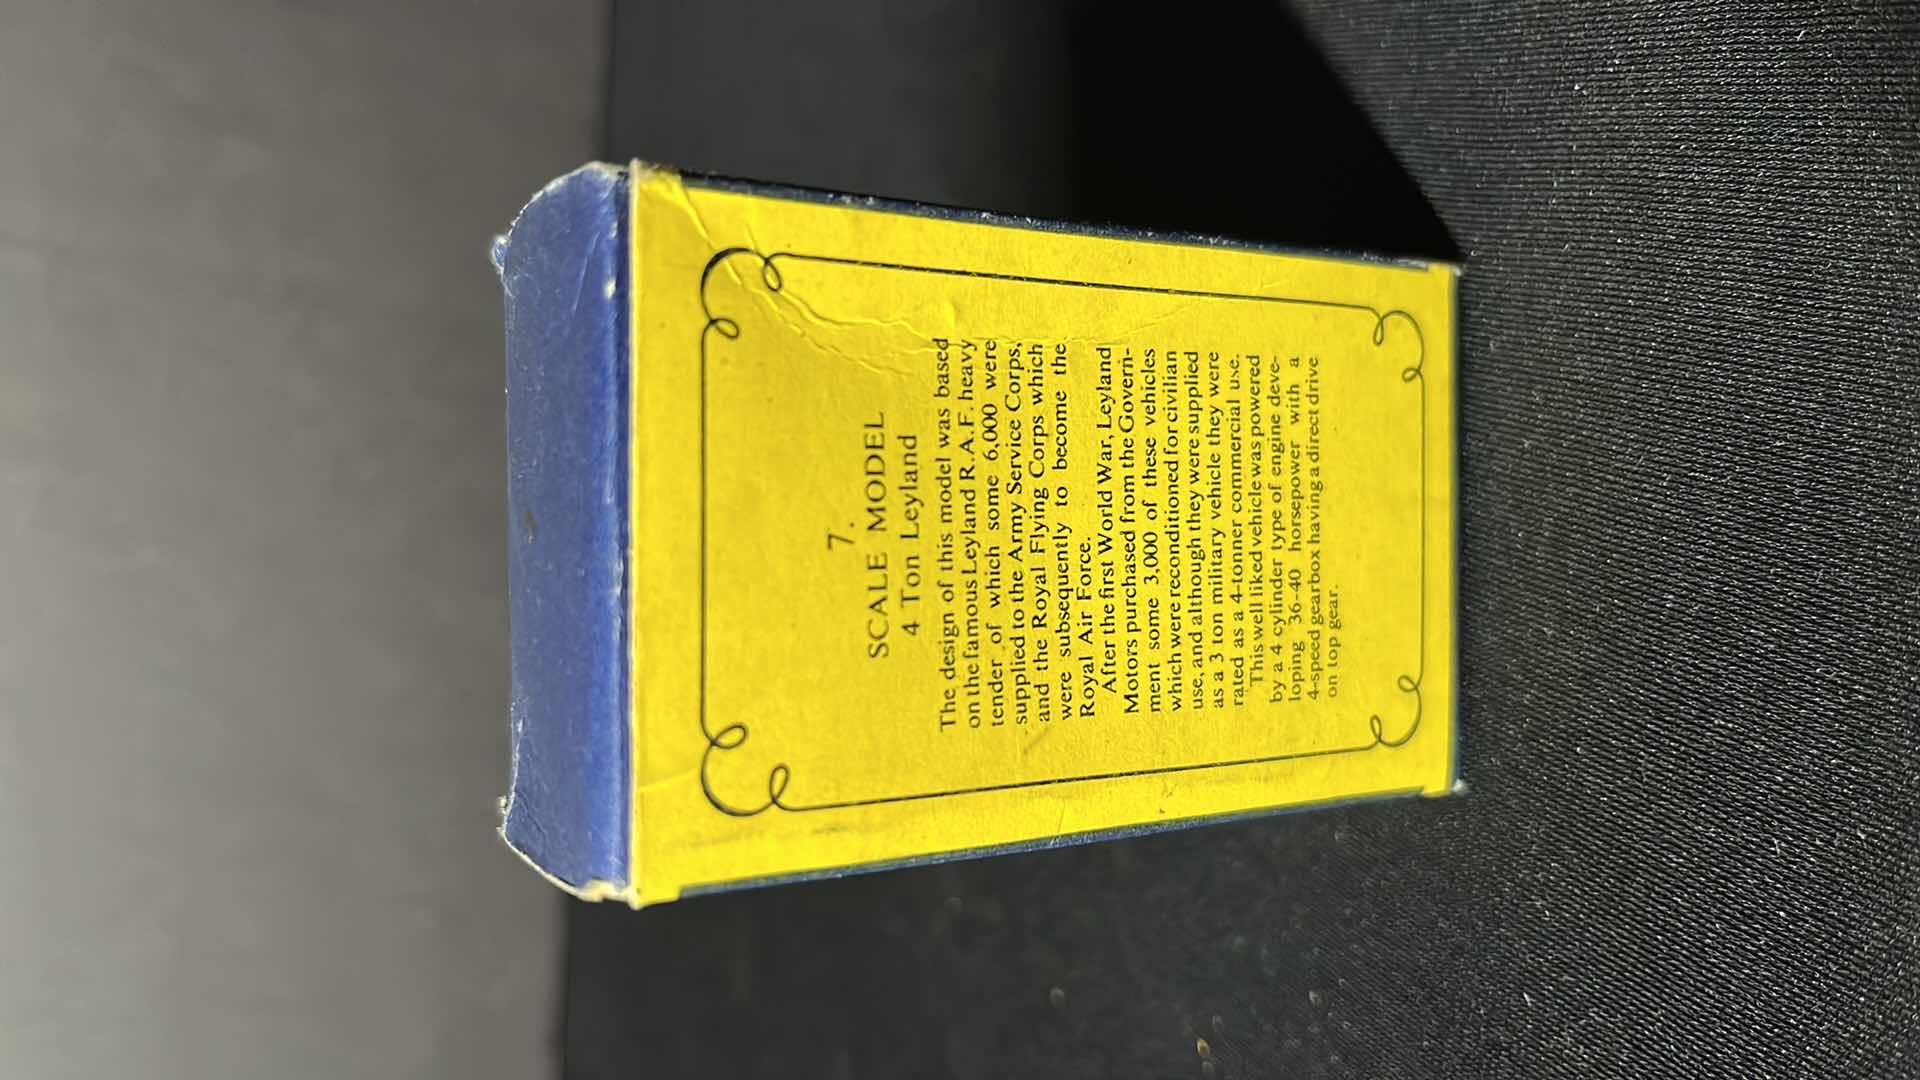 7.
SCALE MODEL
4 Ton Leyland
The design of this model was based
on the famous Leyland R.A.F. heavy
tender of which some 6,000 were
supplied to the Army Service Corps,
and the Royal Flying Corps which
were subsequently to become the
Royal Air Force.
After the first World War, Leyland
Motors purchased from the Govern-
ment some 3,000 of these vehicles
which were reconditioned for civilian
use, and although they were supplied
as a 3 ton military vehicle they were
rated as a 4-tonner commercial use.
This well liked vehicle was powered
by a 4 cylinder type of engine deve-
loping 36-40 horsepower with a
4-speed gearbox having a direct drive
on top gear.